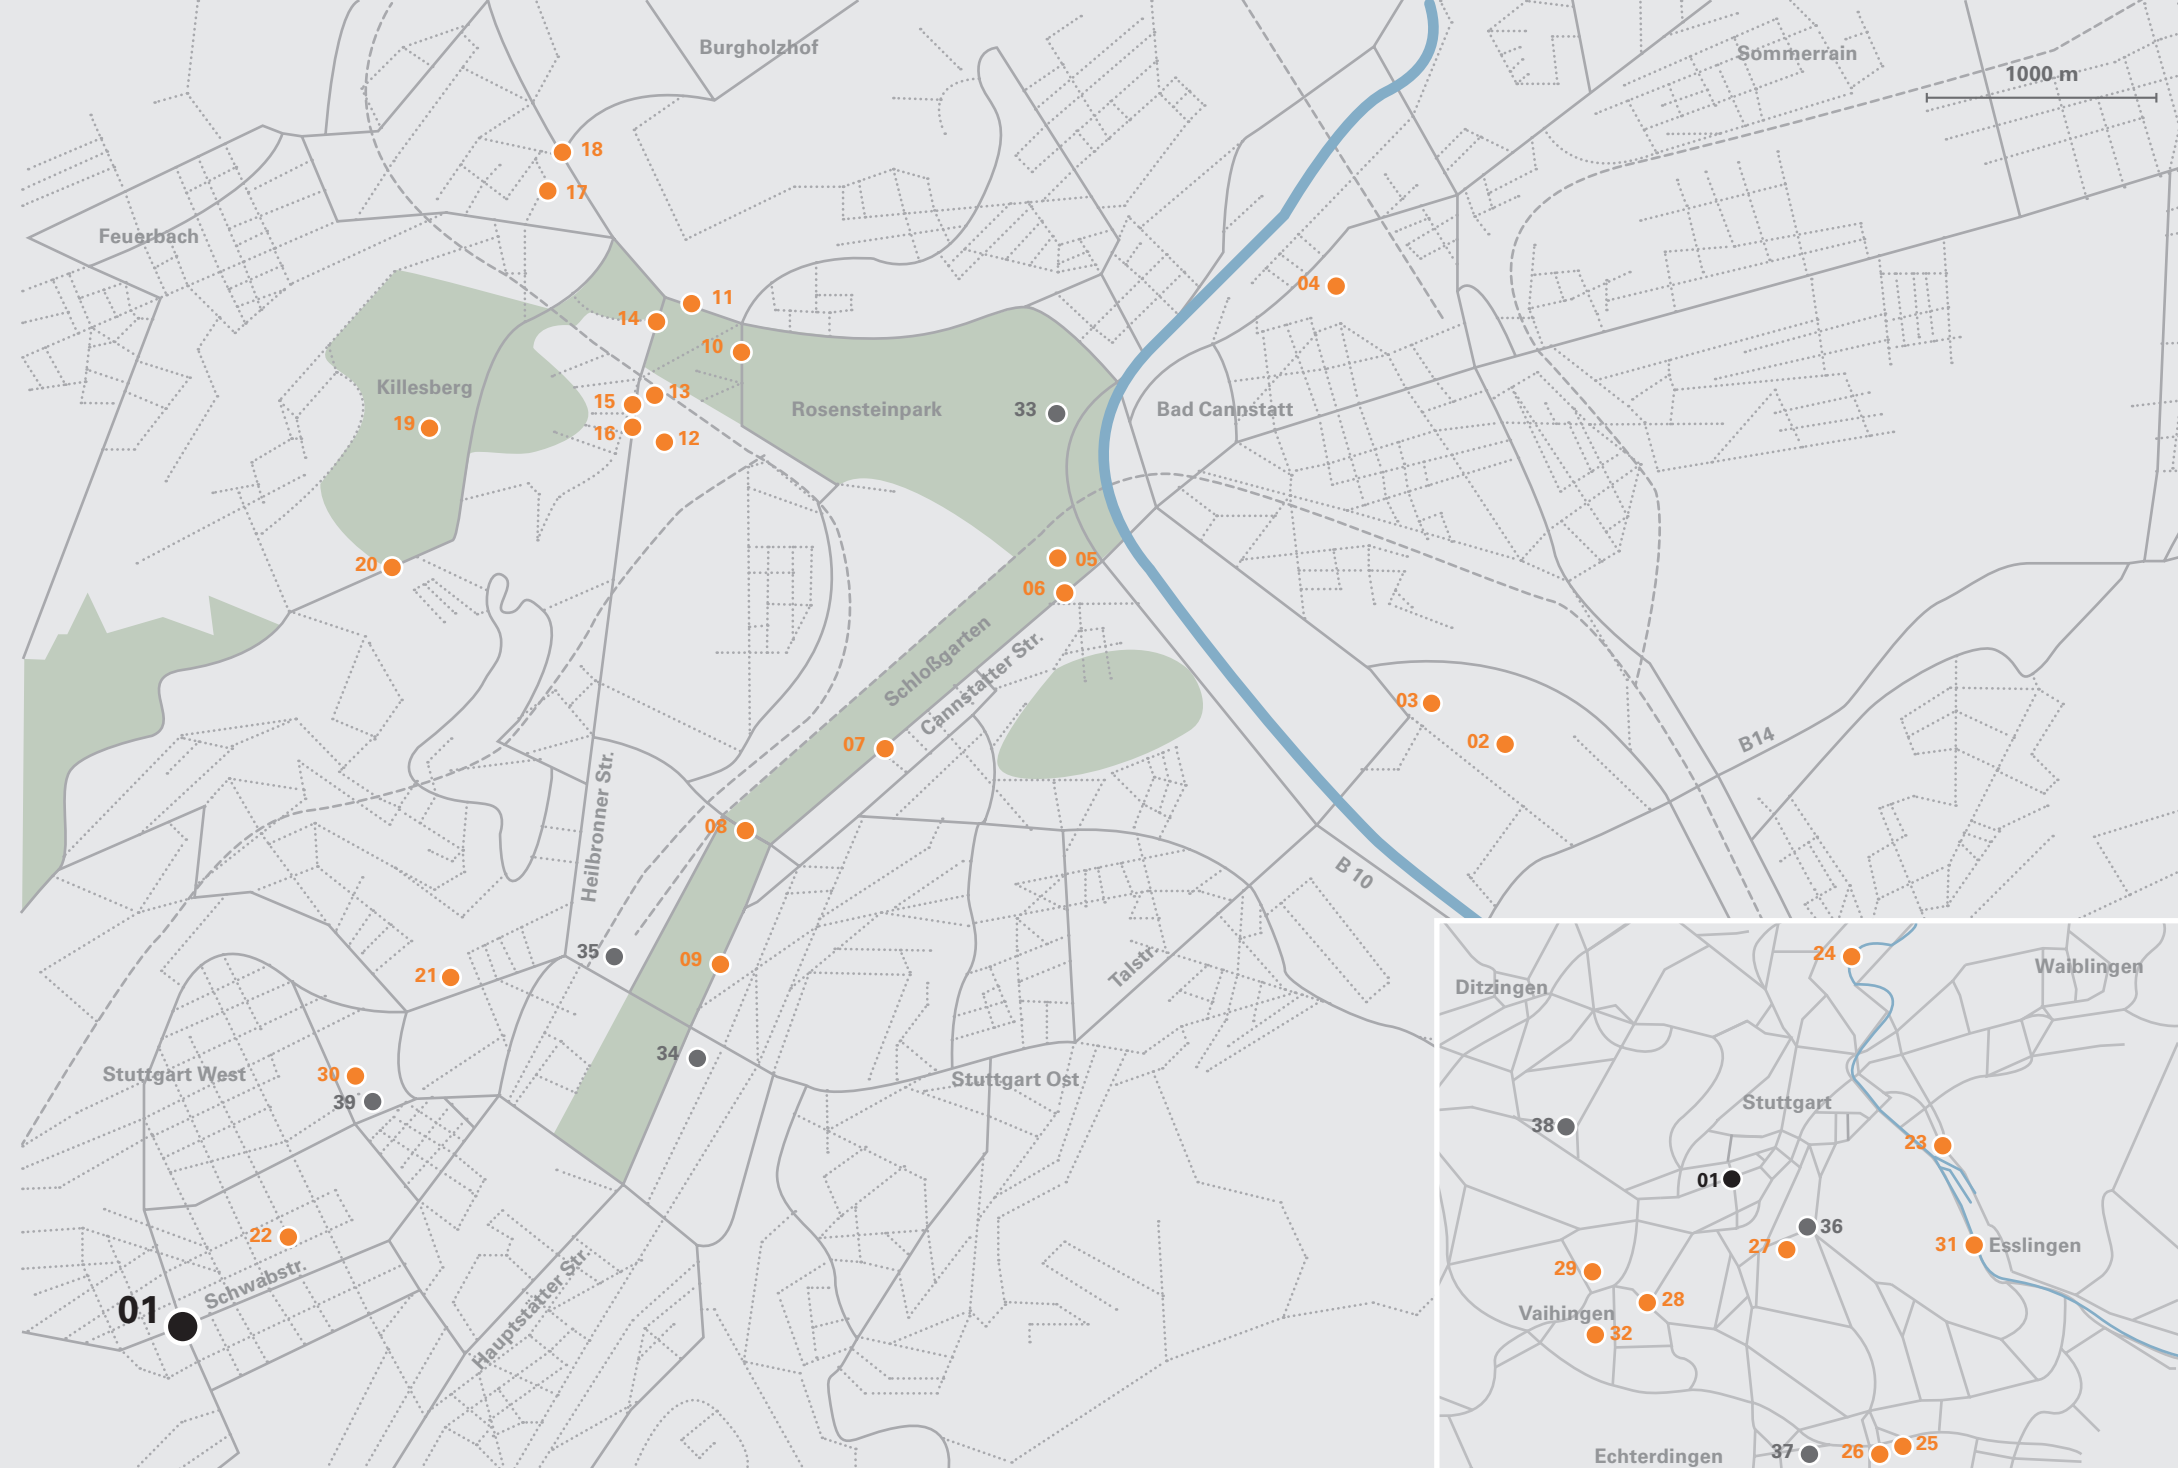 Burgholzhof
Sommerrain
1000 m
18
17
Feuerbach
04
11
14
10
Killesberg
13
15
Rosensteinpark
33
Bad Cannstatt
19
16
12
20
05
06
Schloßgarten
Cannstatter Str.
03
02
07
B14
08
Heilbronner Str.
B 10
35
09
21
Talstr.
34
Stuttgart West
30
39
Stuttgart Ost
22
Schwabstr.
01
Hauptstätter Str.
24
Waiblingen
Ditzingen
Stuttgart
38
23
01
36
27
31
Esslingen
29
28
Vaihingen
32
Echterdingen
37
26
25